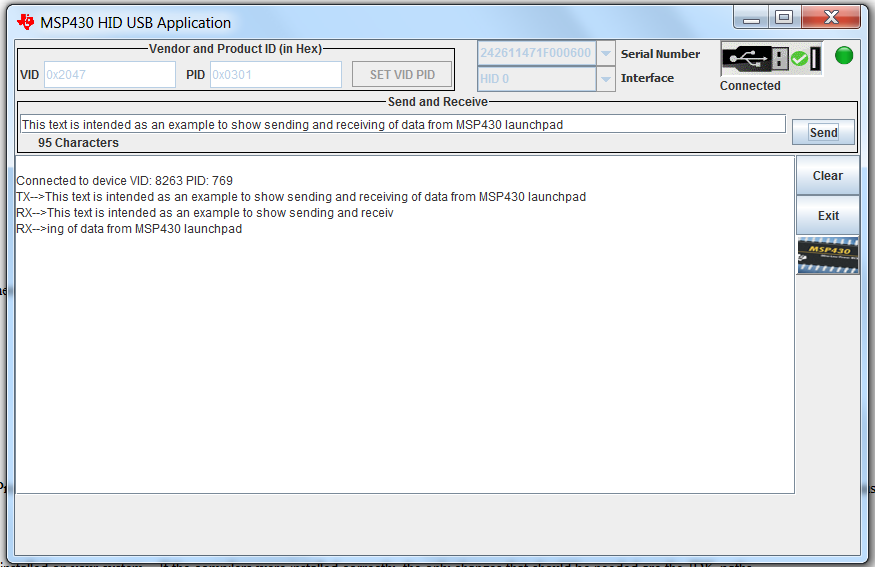 MSP430 HID USB Application
Vendor and Product ID (in Hex)
VID 0x2047 PID 0x0301 SET VID PID
242611471F000600 Serial Number
HID 0 Interface
Connected
Send and Receive
This text is intended as an example to show sending and receiving of data from MSP430 launchpad
Send
95 Characters
Connected to device VID: 8263 PID: 769
TX-->This text is intended as an example to show sending and receiving of data from MSP430 launchpad
RX-->This text is intended as an example to show sending and receiv
RX-->ing of data from MSP430 launchpad
Clear
Exit
MSP430